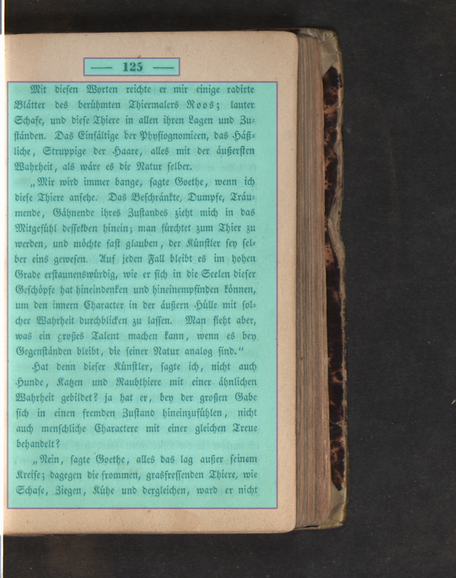 — 125 —
Mit diesen Worten reichte er mir einige radirte
Blätter des berühmten Thiermalers Roos; lauter
Schafe, und diese Thiere in allen ihren Lagen und Zu-
ständen. Das Einfältige der Physiognomieen, das Häß-
liche, Struppige der Haare, alles mit der äußersten
Wahrheit, als wäre es die Natur selber.
„Mir wird immer bange, sagte Goethe, wenn ich
diese Thiere ansehe. Das Beschränkte, Dumpfe, Träu-
mende, Gähnende ihres Zustandes zieht mich in das
Mitgefühl desselben hinein; man fürchtet zum Thier zu
werden, und möchte fast glauben, der Künstler sey sel-
ber eins gewesen. Auf jeden Fall bleibt es im hohen
Grade erstaunenswürdig, wie er sich in die Seelen dieser
Geschöpfe hat hineindenken und hineinempfinden können,
um den innern Character in der äußern Hülle mit sol-
cher Wahrheit durchblicken zu lassen. Man sieht aber,
was ein großes Talent machen kann, wenn es bey
Gegenständen bleibt, die seiner Natur analog sind.“
Hat denn dieser Künstler, sagte ich, nicht auch
Hunde, Katzen und Raubthiere mit einer ähnlichen
Wahrheit gebildet? ja hat er, bey der großen Gabe
sich in einen fremden Zustand hineinzufühlen, nicht
auch menschliche Charactere mit einer gleichen Treue
behandelt?
„Nein, sagte Goethe, alles das lag außer seinem
Kreise; dagegen die frommen, grasfressenden Thiere, wie
Schafe, Ziegen, Kühe und dergleichen, ward er nicht